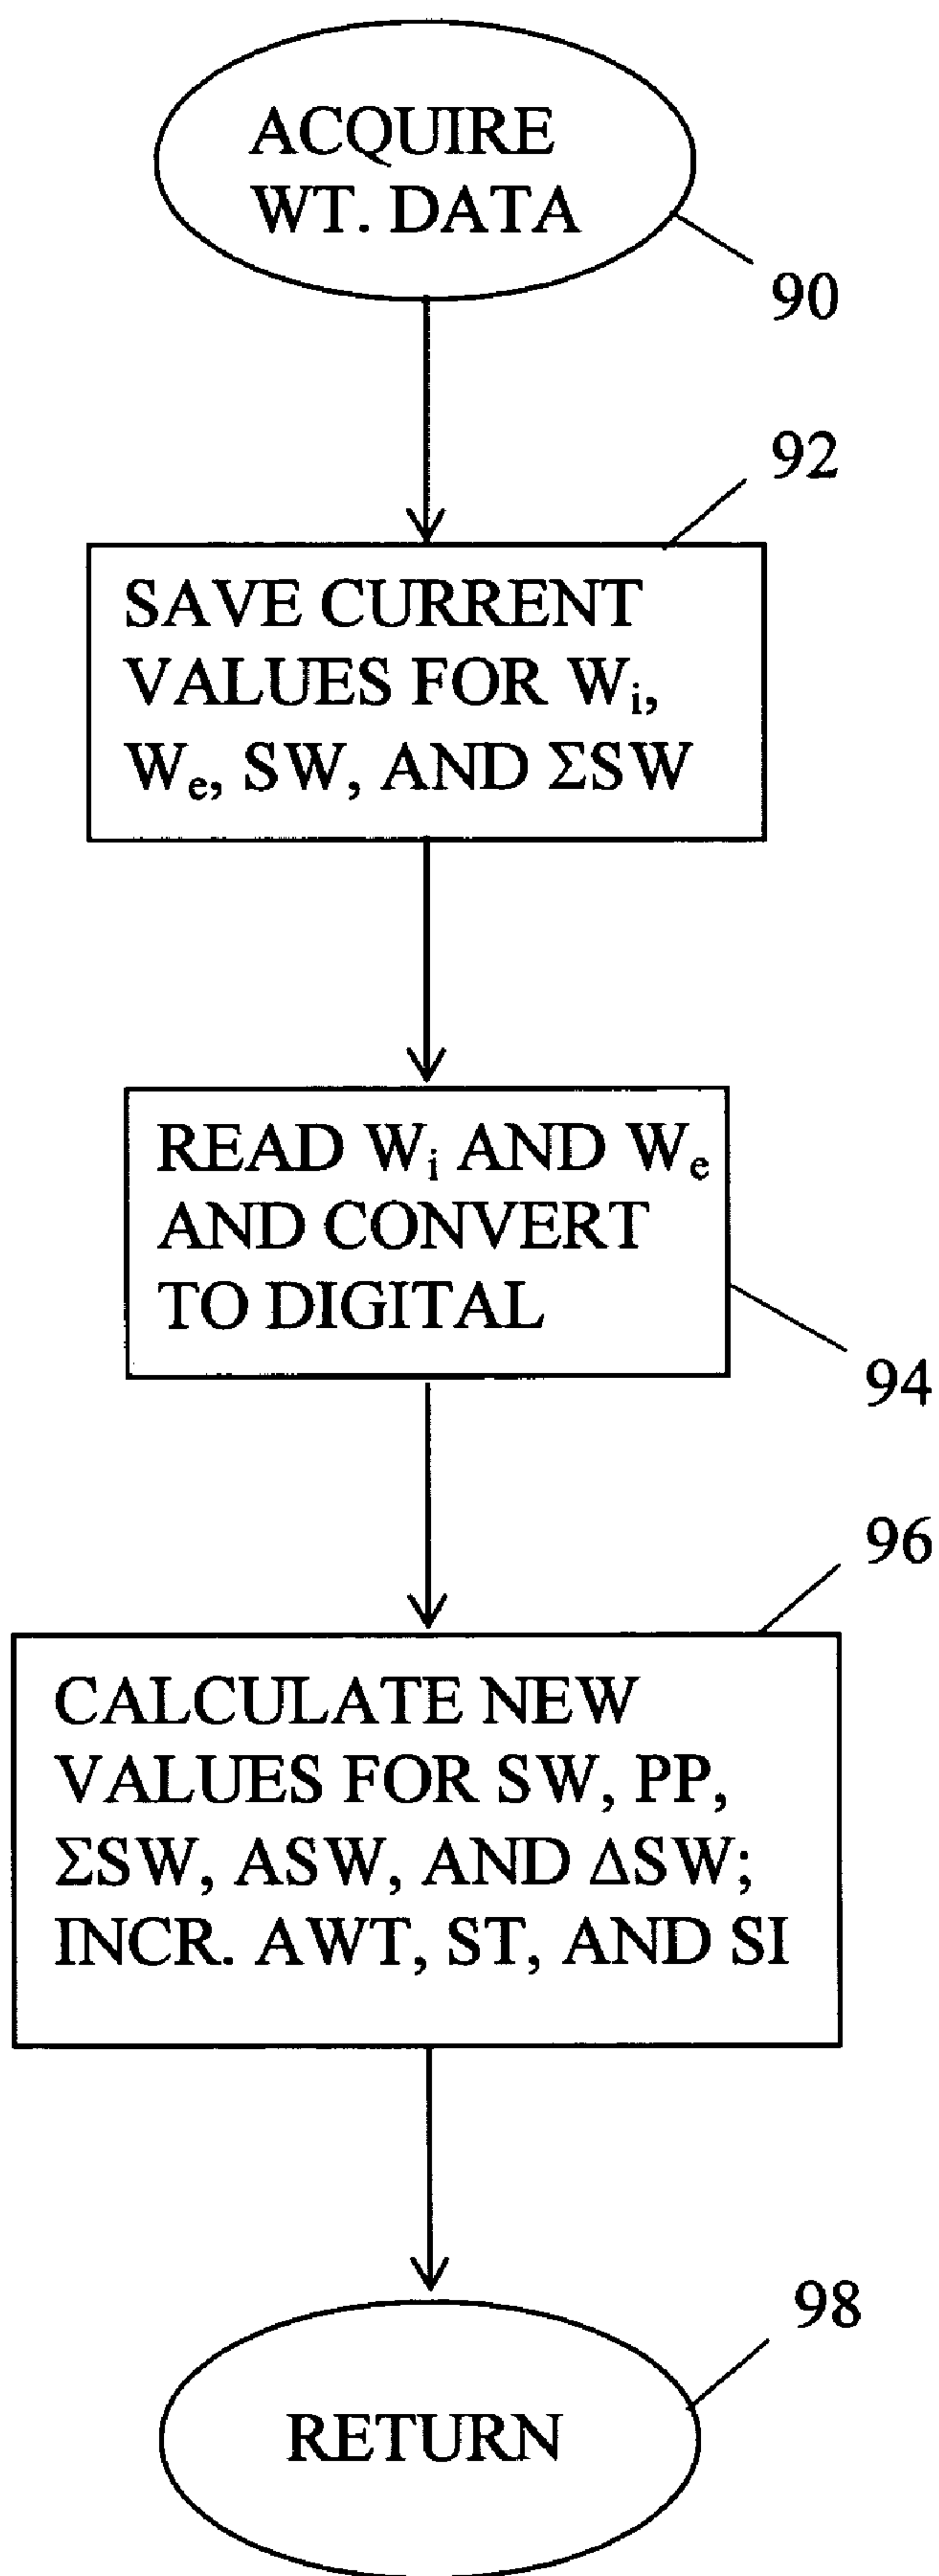 ACQUIRE
WT. DATA
90
92
SAVE CURRENT
VALUES FOR Wi,
We, SW, AND ΣSW
READ Wi AND We
AND CONVERT
TO DIGITAL
94
96
CALCULATE NEW
VALUES FOR SW, PP,
ΣSW, ASW, AND ΔSW;
INCR. AWT, ST, AND SI
98
RETURN